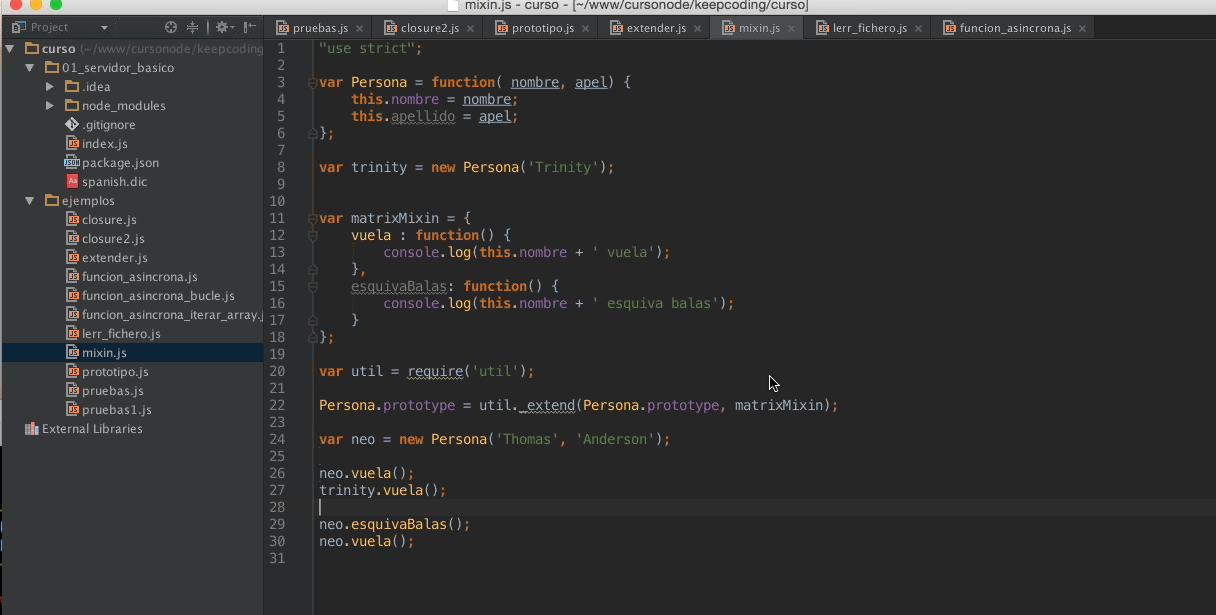 mixin.js - curso - [~/www/cursonode/keepcoding/curso]
Project
pruebas.js closure2.js prototipo.js extender.js mixin.js lerr_fichero.js funcion_asincrona.js
curso (~/www/cursonode/keepcoding
01_servidor_basico
.idea
node_modules
.gitignore
index.js
package.json
spanish.dic
ejemplos
closure.js
closure2.js
extender.js
funcion_asincrona.js
funcion_asincrona_bucle.js
funcion_asincrona_iterar_array.
lerr_fichero.js
mixin.js
prototipo.js
pruebas.js
pruebas1.js
External Libraries
1 "use strict";
2
3 var Persona = function( nombre, apel) {
4 this.nombre = nombre;
5 this.apellido = apel;
6 };
7
8 var trinity = new Persona('Trinity');
9
10
11 var matrixMixin = {
12 vuela : function() {
13 console.log(this.nombre + ' vuela');
14 },
15 esquivaBalas: function() {
16 console.log(this.nombre + ' esquiva balas');
17 }
18 };
19
20 var util = require('util');
21
22 Persona.prototype = util._extend(Persona.prototype, matrixMixin);
23
24 var neo = new Persona('Thomas', 'Anderson');
25
26 neo.vuela();
27 trinity.vuela();
28
29 neo.esquivaBalas();
30 neo.vuela();
31